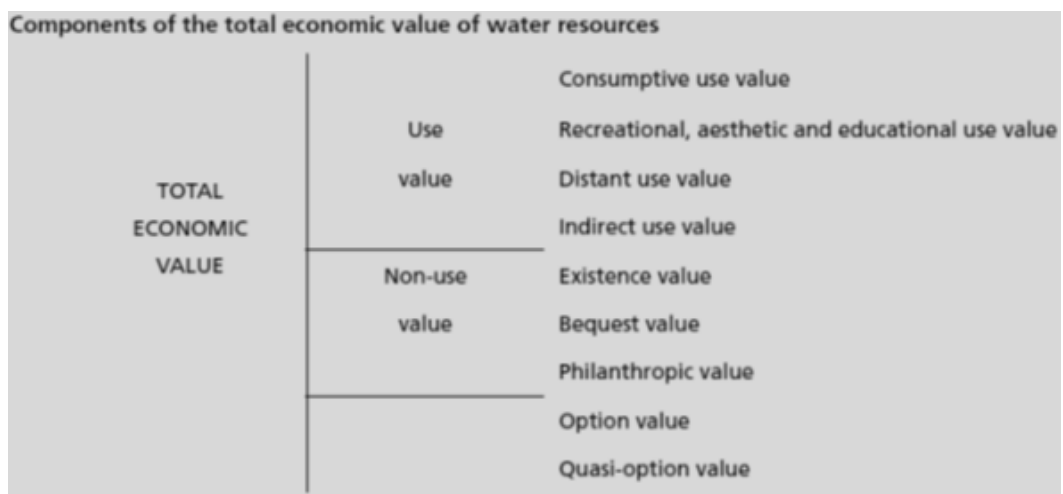 Components of the total economic value of water resources
Consumptive use value
Use
Recreational, aesthetic and educational use value
value
Distant use value
TOTAL
ECONOMIC
VALUE
Indirect use value
Non-use
Existence value
value
Bequest value
Philanthropic value
Option value
Quasi-option value